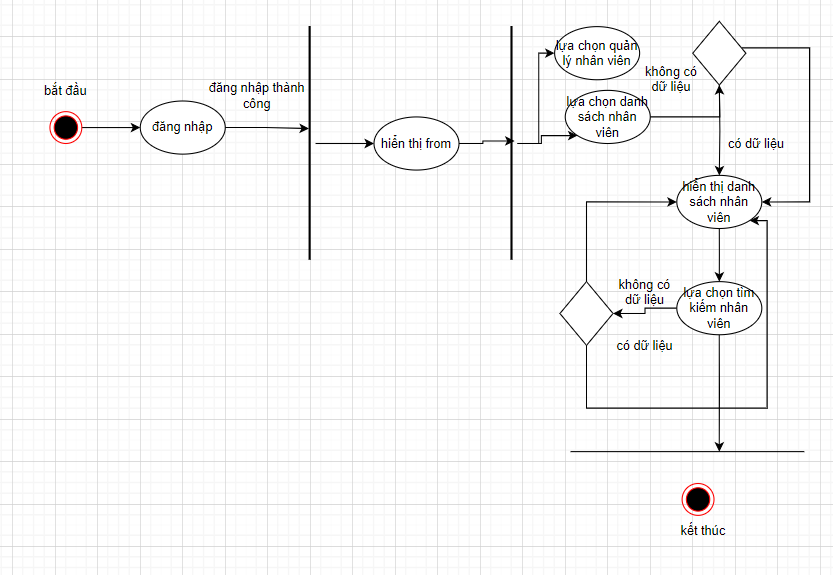 bắt đầu
đăng nhập
đăng nhập thành
công
hiển thị from
lựa chọn quản
lý nhân viên
lựa chọn danh
sách nhân
viên
không có
dữ liệu
có dữ liệu
hiển thị danh
sách nhân
viên
không có
dữ liệu
lựa chọn tìm
kiếm nhân
viên
có dữ liệu
kết thúc